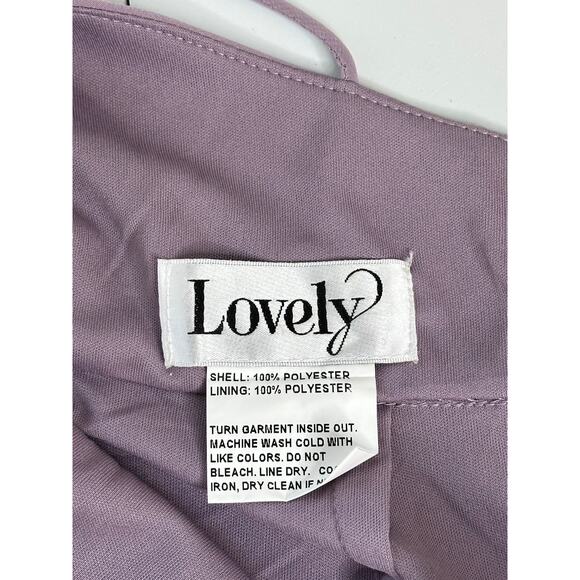 Lovely
SHELL: 100% POLYESTER
LINING: 100% POLYESTER
TURN GARMENT INSIDE OUT.
MACHINE WASH COLD WITH
LIKE COLORS. DO NOT
BLEACH. LINE DRY.
IRON, DRY CLEAN IF